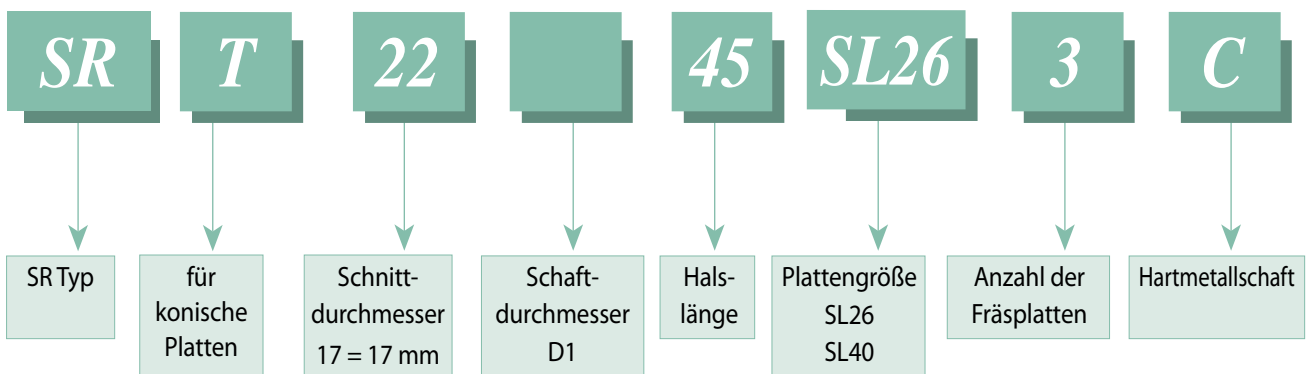 SR T 22 45 SL26 3 C
SR Typ
für
konische
Platten
Schnitt-
durchmesser
17 = 17 mm
Schaft-
durchmesser
D1
Hals-
länge
Plattengröße
SL26
SL40
Anzahl der
Fräsplatten
Hartmetallschaft